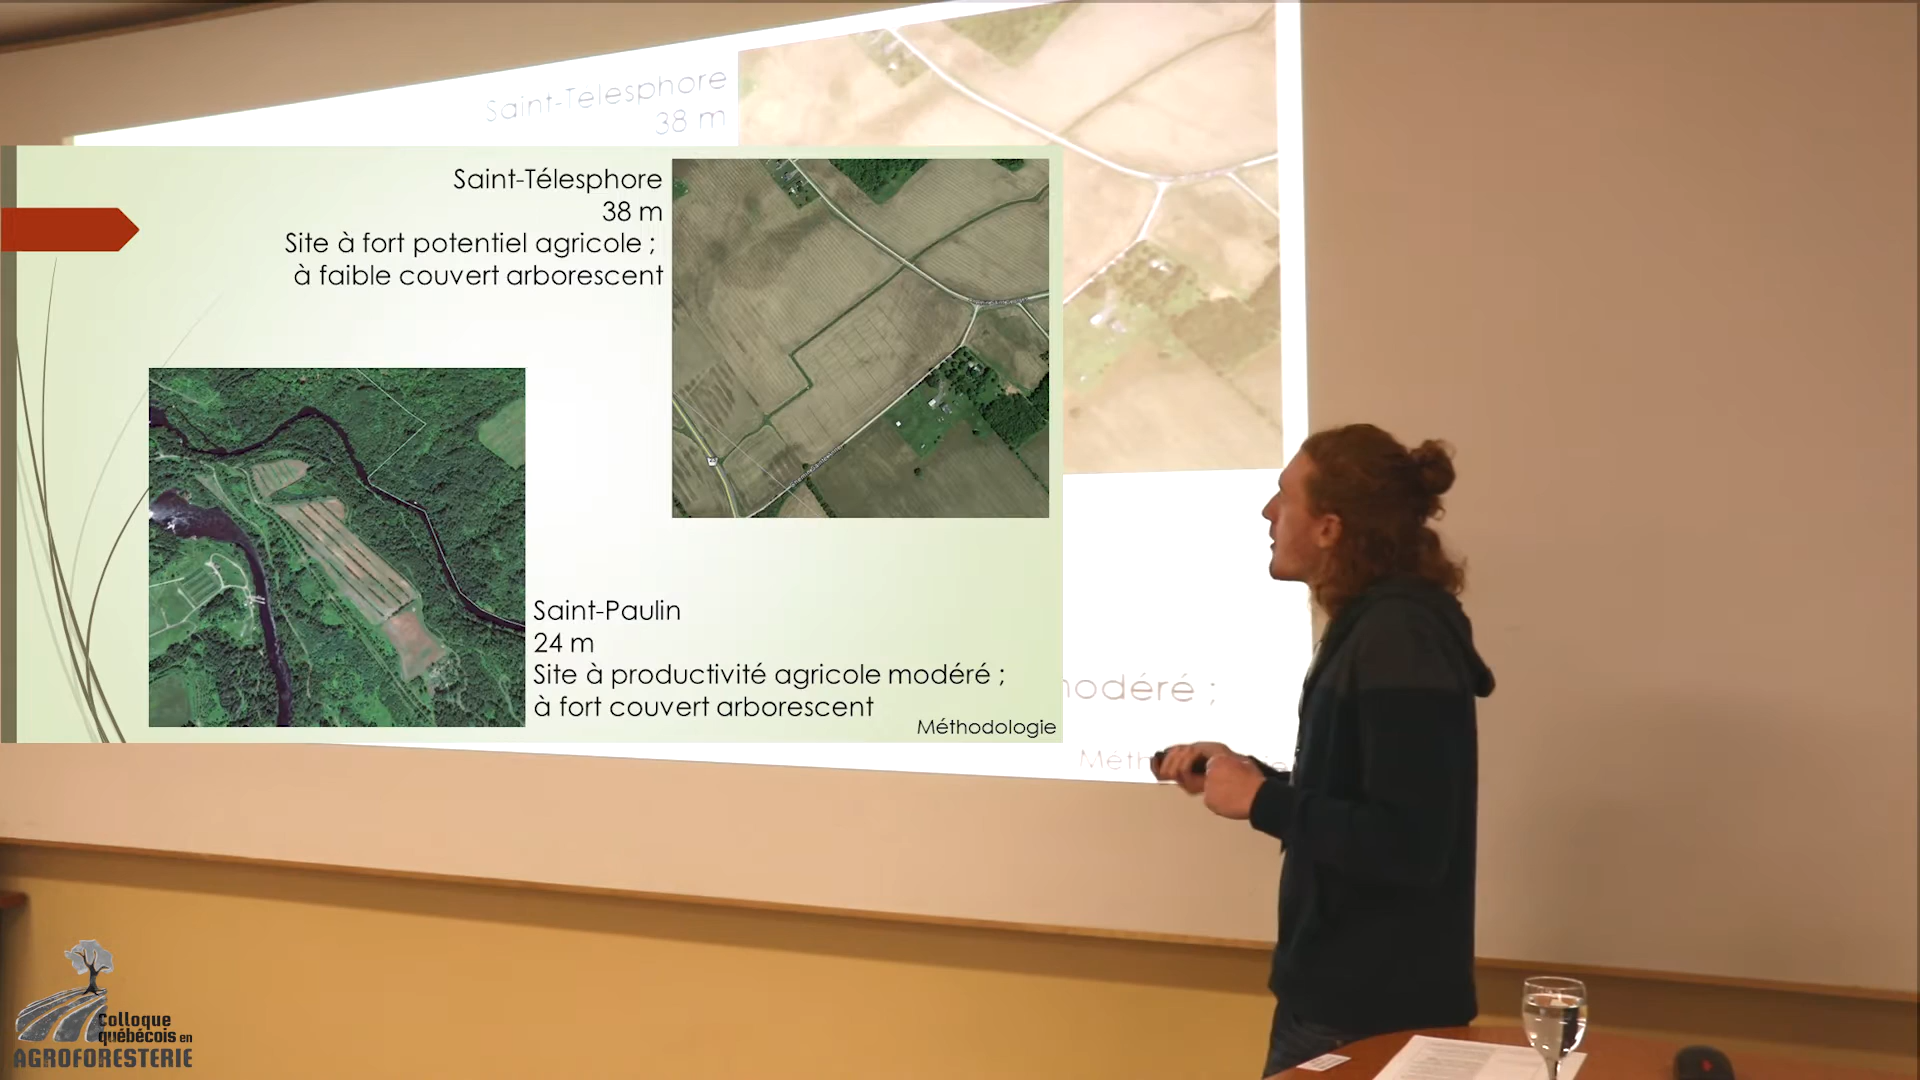 Saint-Telesphore
38 m
Saint-Télesphore
38 m
Site à fort potentiel agricole ;
à faible couvert arborescent
Saint-Paulin
24 m
Site à productivité agricole modéré ;
à fort couvert arborescent
Méthodologie
modéré ;
Colloque
québécois en
AGROFORESTERIE